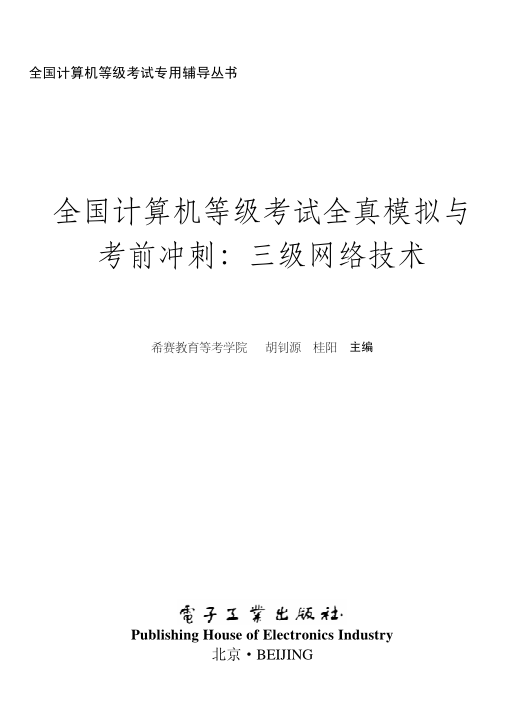 全国计算机等级考试专用辅导丛书
全国计算机等级考试全真模拟与
考前冲刺：三级网络技术
希赛教育等考学院 胡钊源 桂阳 主编
電子工業出版社·
Publishing House of Electronics Industry
北京·BEIJING